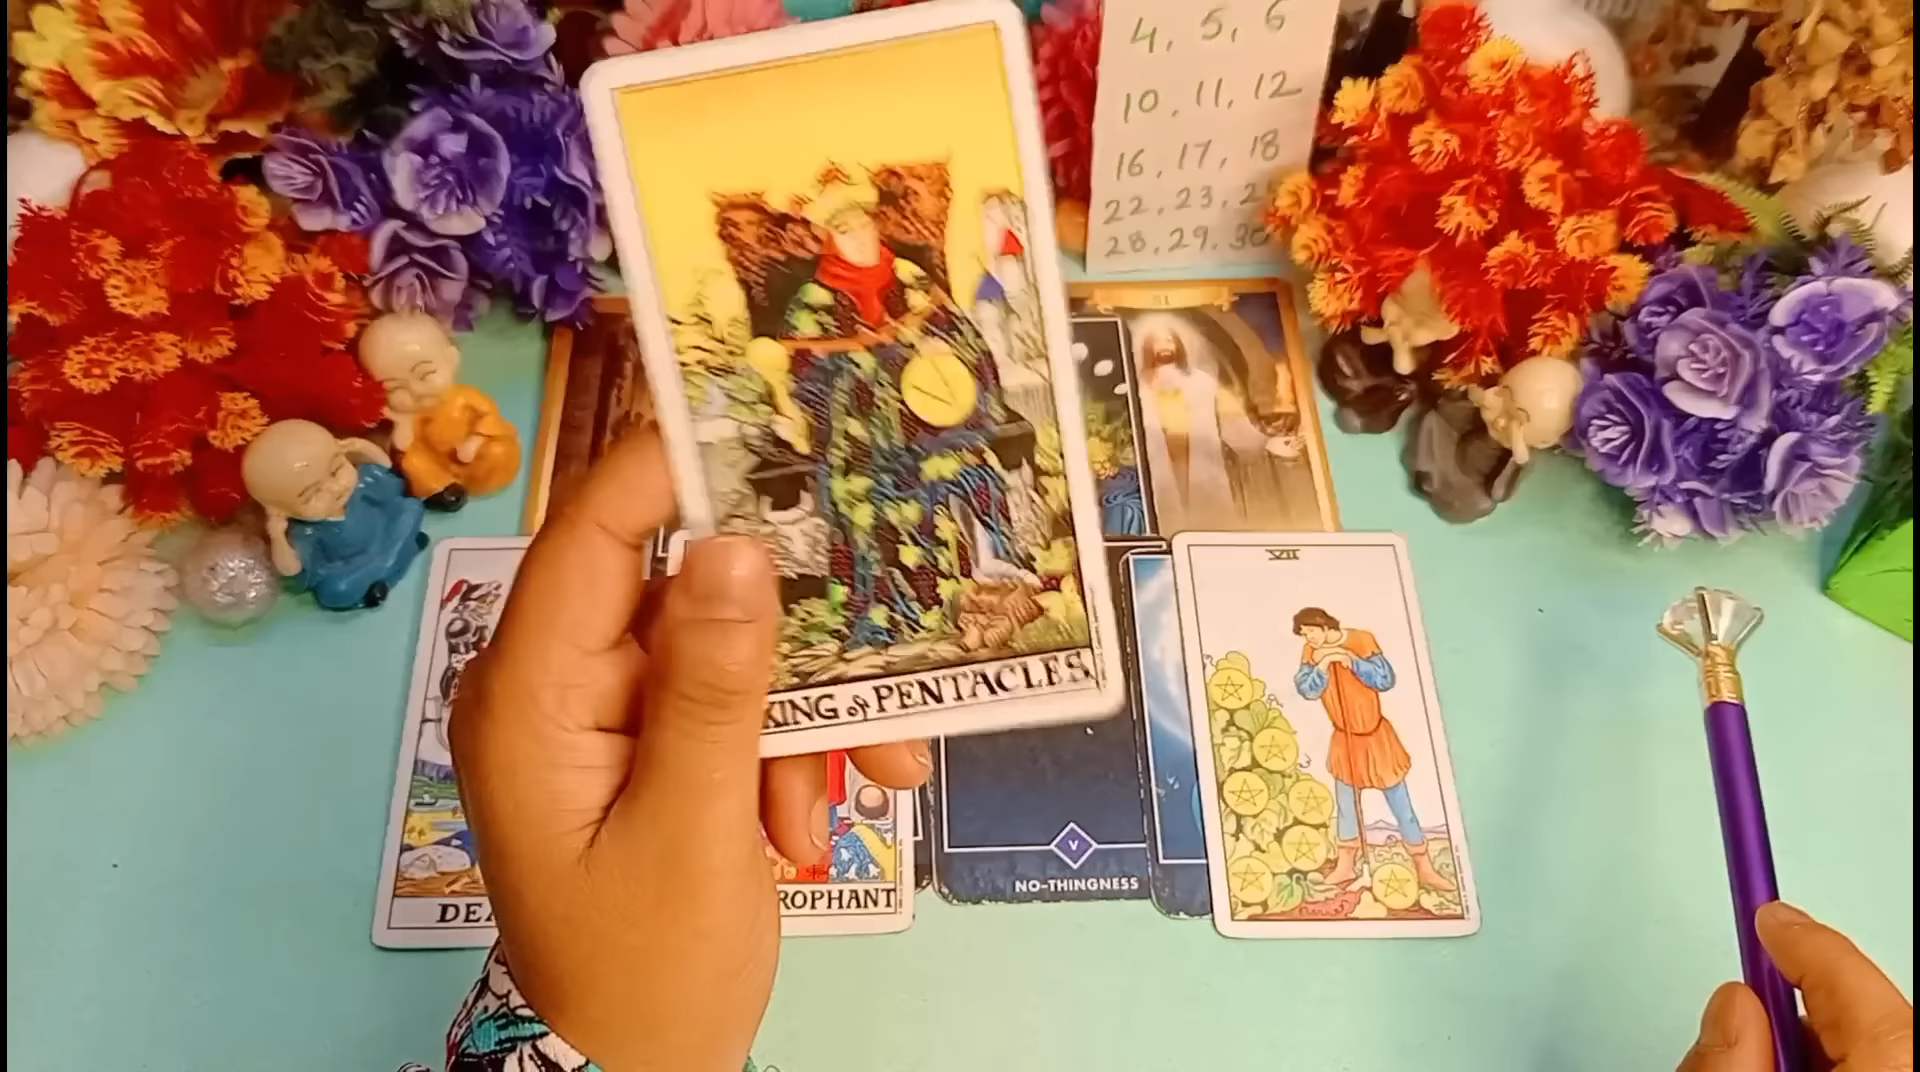 4, 5, 6
10, 11, 12
16, 17, 18
22, 23,
28, 29, 30
VII
KING of PENTACLES
V
NO-THINGNESS